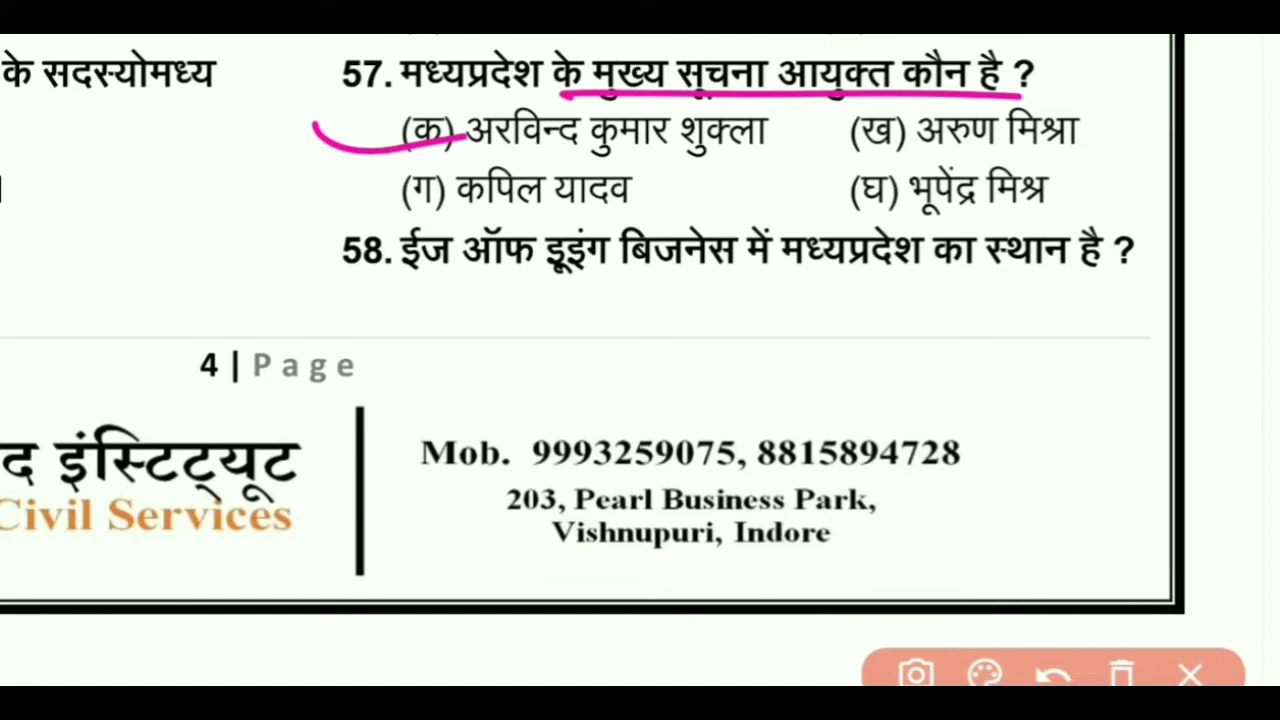 के सदस्योमध्य
57. मध्यप्रदेश के मुख्य सूचना आयुक्त कौन है ?
(क) अरविन्द कुमार शुक्ला (ख) अरुण मिश्रा
(ग) कपिल यादव (घ) भूपेंद्र मिश्र
58. ईज ऑफ डूइंग बिजनेस में मध्यप्रदेश का स्थान है ?
4 | Page
द इंस्टिट्यूट
Civil Services
Mob. 9993259075, 8815894728
203, Pearl Business Park,
Vishnupuri, Indore